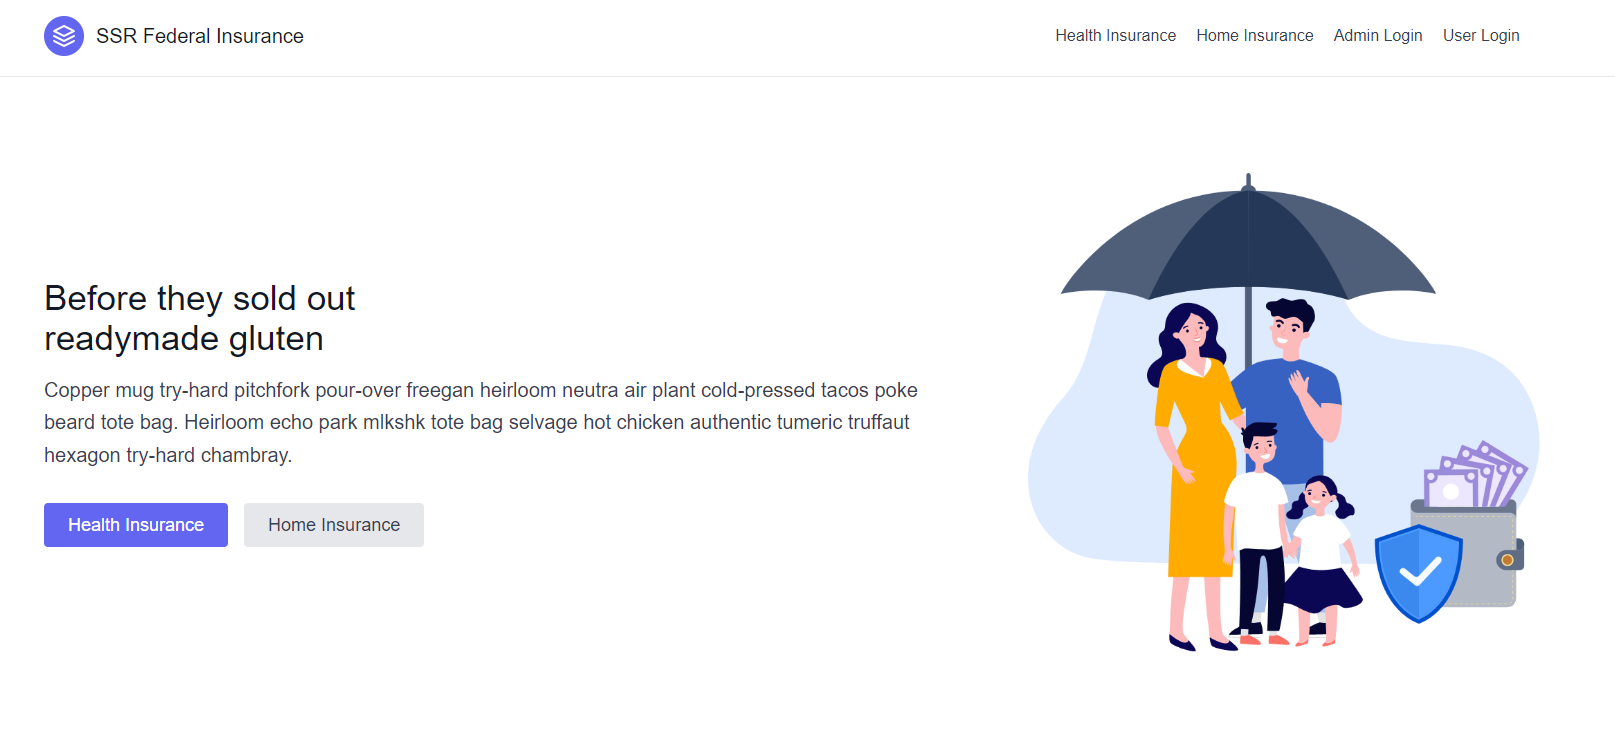 SSR Federal Insurance
Health Insurance Home Insurance Admin Login User Login
Before they sold out
readymade gluten
Copper mug try-hard pitchfork pour-over freegan heirloom neutra air plant cold-pressed tacos poke
beard tote bag. Heirloom echo park mlkshk tote bag selvage hot chicken authentic tumeric truffaut
hexagon try-hard chambray.
Health Insurance Home Insurance